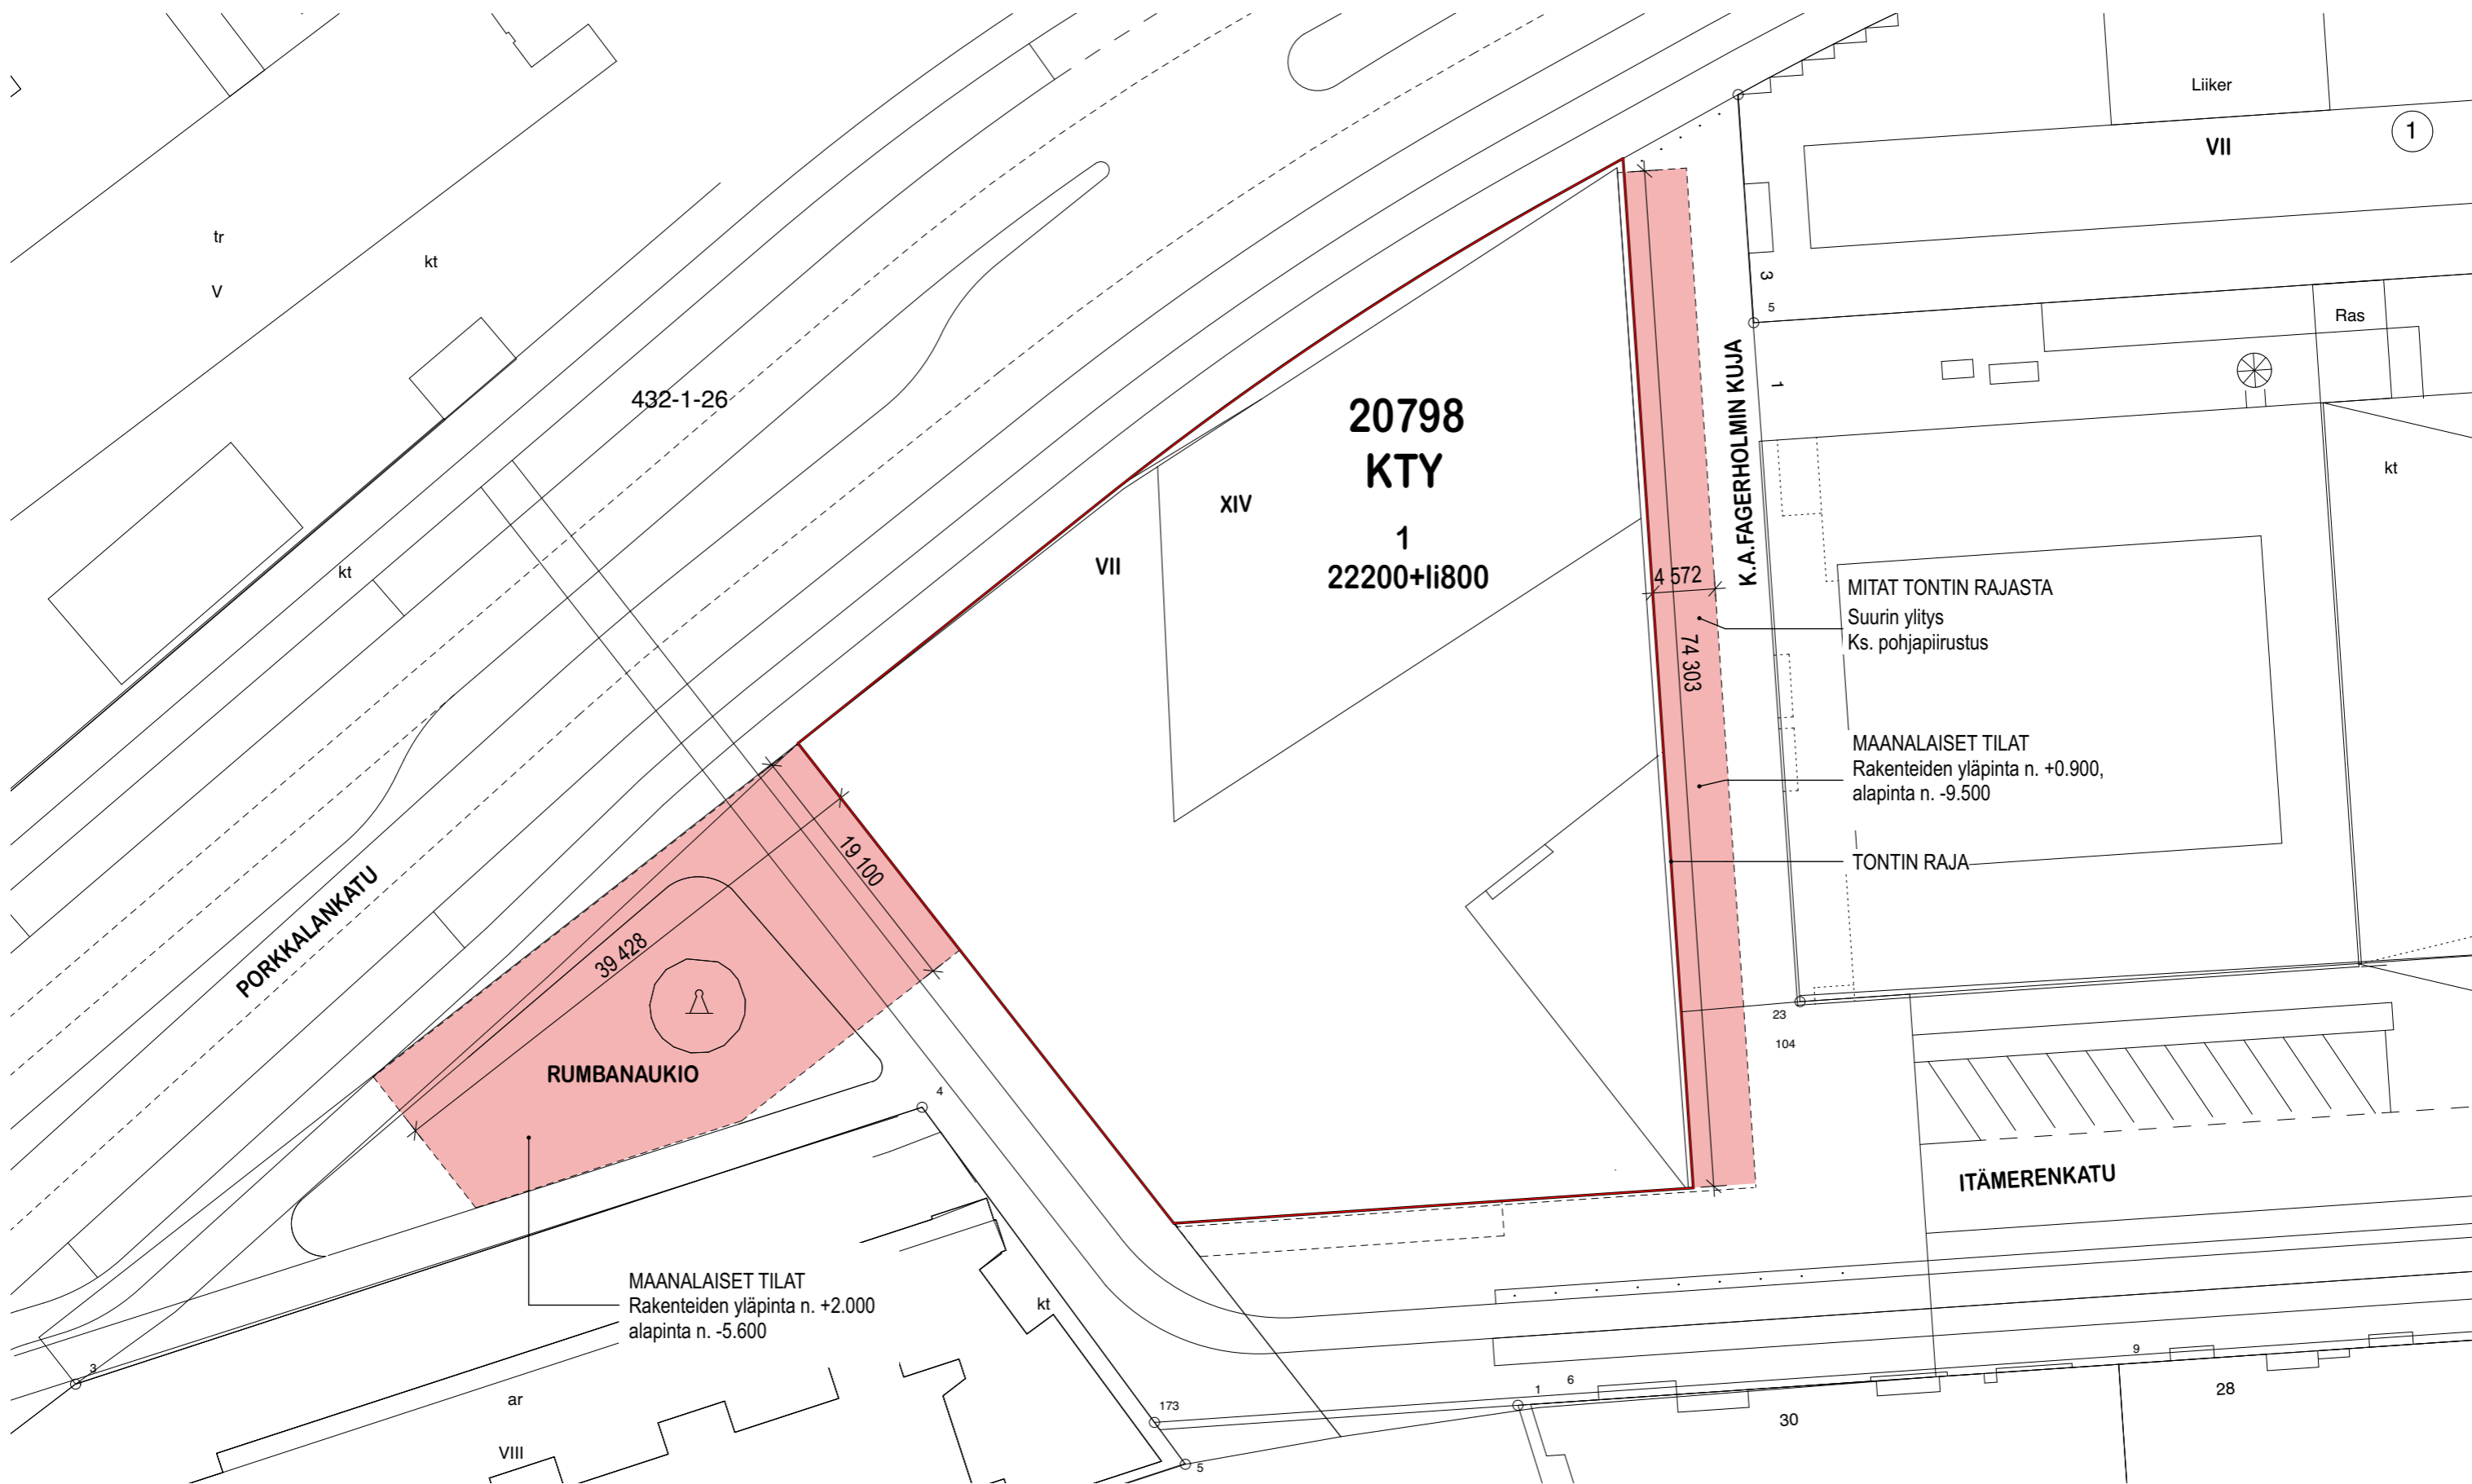 Liiker
1
VII
tr
kt
V
3
5
Ras
432-1-26
K.A.FAGERHOLMIN KUJA
1
20798
KTY
1
22200+li800
XIV
VII
kt
kt
4 572
74 303
MITAT TONTIN RAJASTA
Suurin ylitys
Ks. pohjapiirustus
MAANALAISET TILAT
Rakenteiden yläpinta n. +0.900,
alapinta n. -9.500
TONTIN RAJA
19 100
39 428
PORKKALANKATU
RUMBANAUKIO
23
104
4
ITÄMERENKATU
MAANALAISET TILAT
Rakenteiden yläpinta n. +2.000
alapinta n. -5.600
kt
3
ar
VIII
173
5
1
6
9
30
28